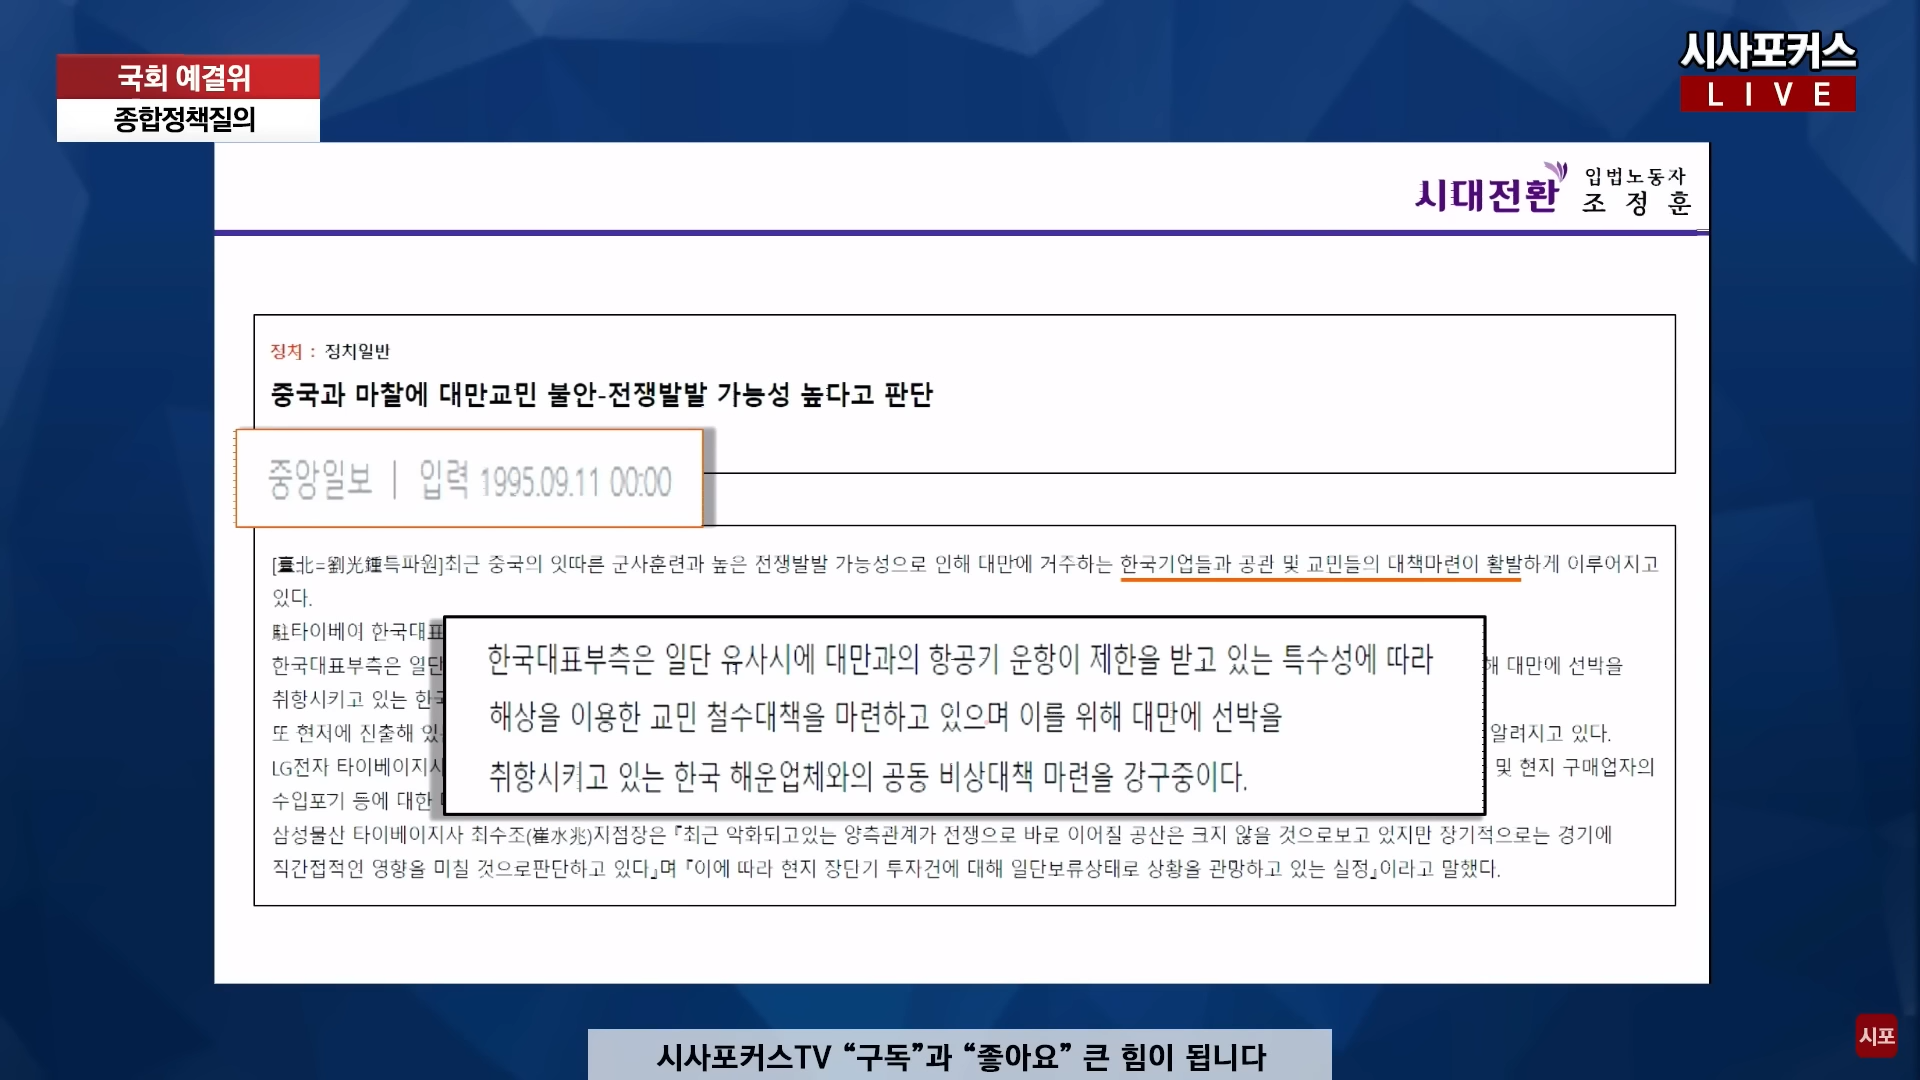 국회 예결위
종합정책질의
시사포커스
LIVE
시대전환
입법노동자
조 정 훈
정치 : 정치일반
중국과 마찰에 대만교민 불안-전쟁발발 가능성 높다고 판단
중앙일보 | 입력 1995.09.11 00:00
[臺北=劉光鍾특파원]최근 중국의 잇따른 군사훈련과 높은 전쟁발발 가능성으로 인해 대만에 거주하는 한국기업들과 공관 및 교민들의 대책마련이 활발하게 이루어지고
있다.
駐타이베이 한국대표
한국대표부측은 일단 해 대만에 선박을
취항시키고 있는 한국
또 현지에 진출해 있 알려지고 있다.
LG전자 타이베이지사 및 현지 구매업자의
수입포기 등에 대한
한국대표부측은 일단 유사시에 대만과의 항공기 운항이 제한을 받고 있는 특수성에 따라
해상을 이용한 교민 철수대책을 마련하고 있으며 이를 위해 대만에 선박을
취항시키고 있는 한국 해운업체와의 공동 비상대책 마련을 강구중이다.
삼성물산 타이베이지사 최수조(崔水兆)지점장은 『최근 악화되고있는 양측관계가 전쟁으로 바로 이어질 공산은 크지 않을 것으로보고 있지만 장기적으로는 경기에
직간접적인 영향을 미칠 것으로판단하고 있다』며 『이에 따라 현지 장단기 투자건에 대해 일단보류상태로 상황을 관망하고 있는 실정』이라고 말했다.
시포
시사포커스TV “구독”과 “좋아요” 큰 힘이 됩니다